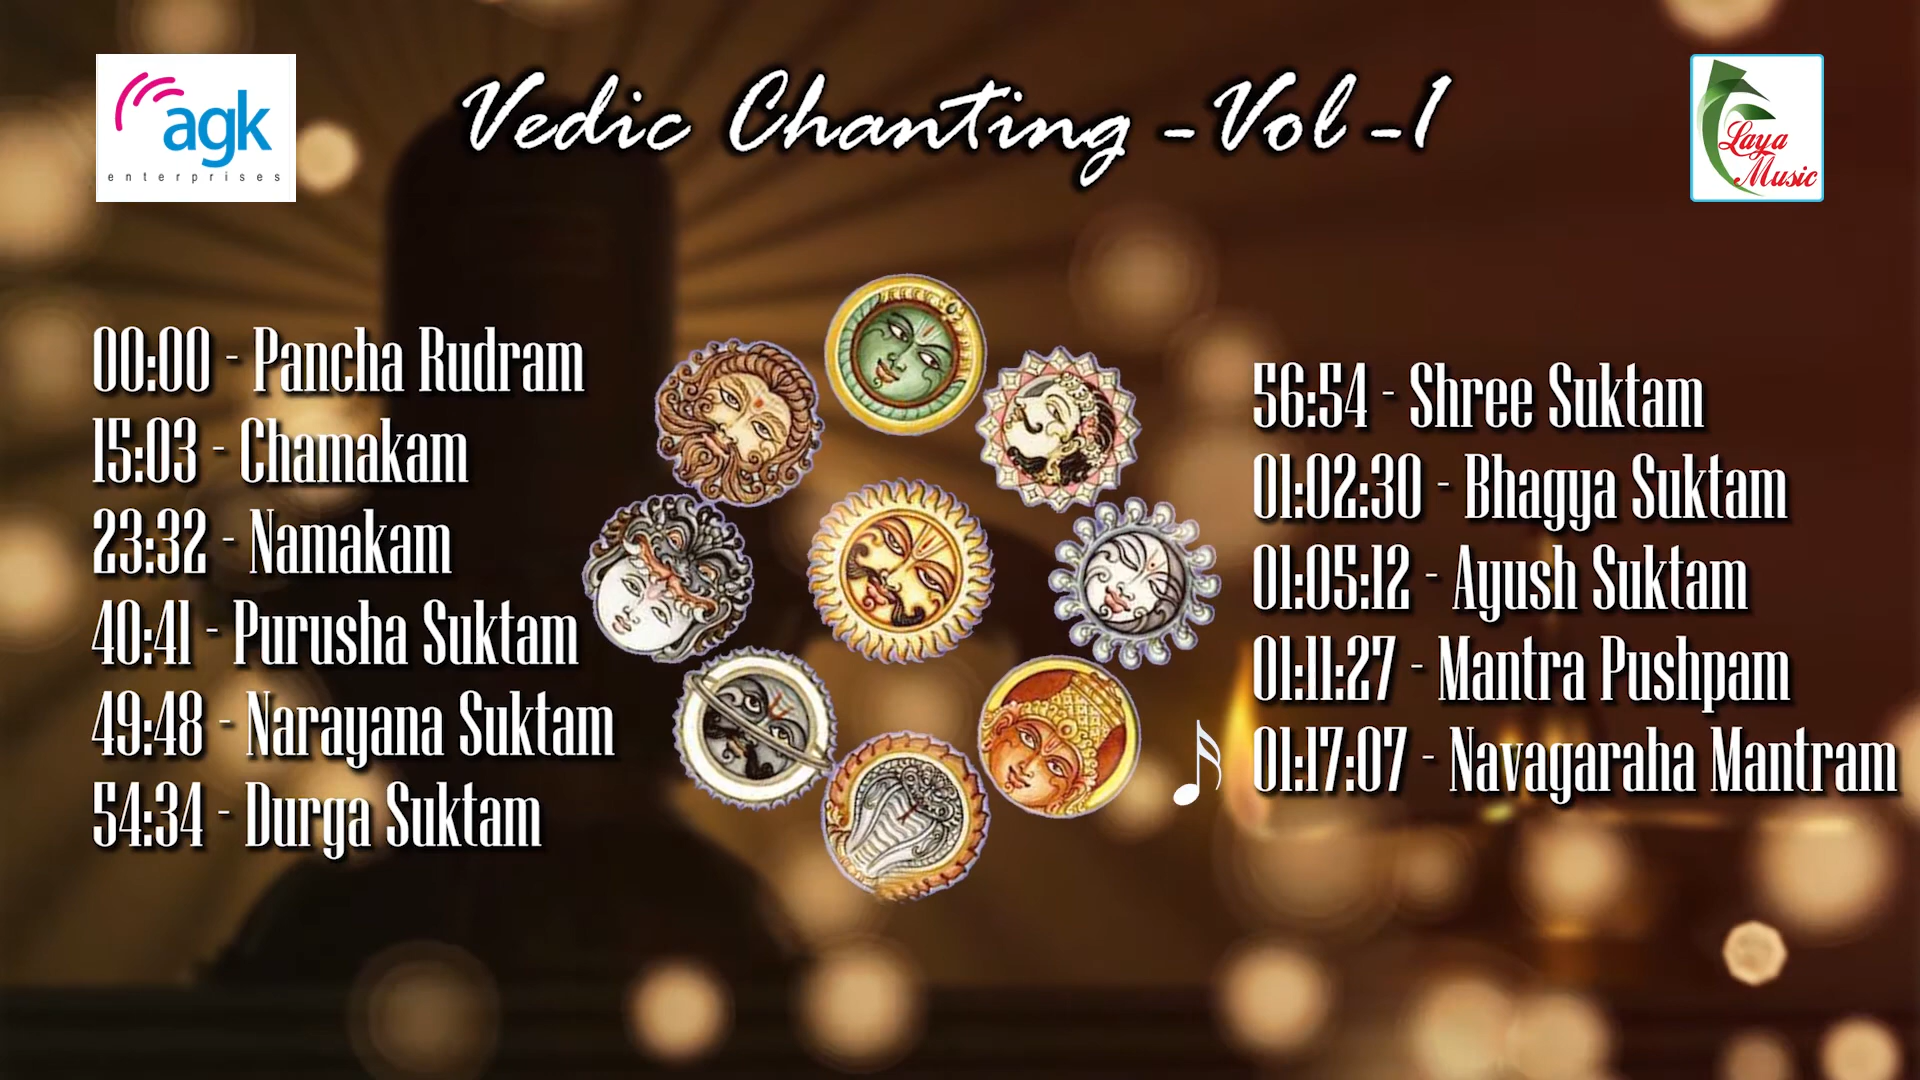 agk
enterprises
Vedic Chanting - Vol - 1
Laya
Music
00:00 - Pancha Rudram
15:03 - Chamakam
23:32 - Namakam
40:41 - Purusha Suktam
49:48 - Narayana Suktam
54:34 - Durga Suktam
56:54 - Shree Suktam
01:02:30 - Bhagya Suktam
01:05:12 - Ayush Suktam
01:11:27 - Mantra Pushpam
01:17:07 - Navagaraha Mantram